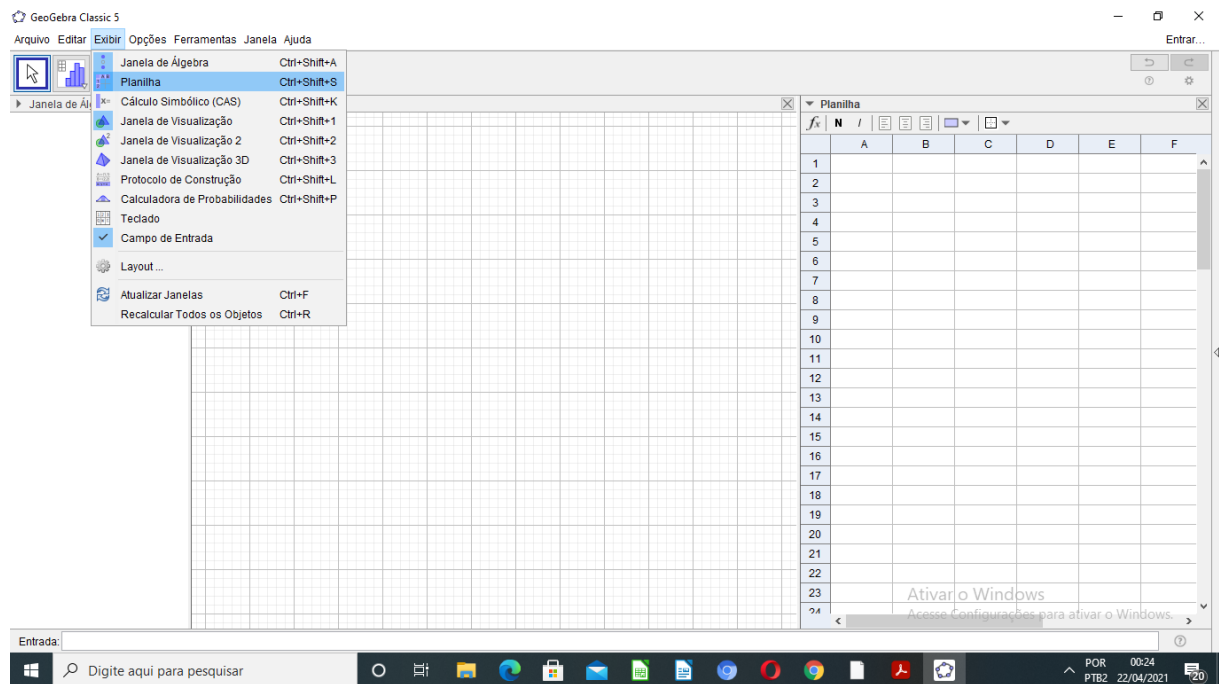 GeoGebra Classic 5
Arquivo Editar Exibir Opções Ferramentas Janela Ajuda
Entrar...
Janela de Álgebra Ctrl+Shift+A
Planilha Ctrl+Shift+S
Cálculo Simbólico (CAS) Ctrl+Shift+K
Janela de Visualização Ctrl+Shift+1
Janela de Visualização 2 Ctrl+Shift+2
Janela de Visualização 3D Ctrl+Shift+3
Protocolo de Construção Ctrl+Shift+L
Calculadora de Probabilidades Ctrl+Shift+P
Teclado
Campo de Entrada
Layout ...
Atualizar Janelas Ctrl+F
Recalcular Todos os Objetos Ctrl+R
Janela de Ál
Planilha
fx N I
A B C D E F
1
2
3
4
5
6
7
8
9
10
11
12
13
14
15
16
17
18
19
20
21
22
23
24
Ativar o Windows
Acesse Configurações para ativar o Windows.
Entrada:
Digite aqui para pesquisar
POR 00:24
PTB2 22/04/2021
20